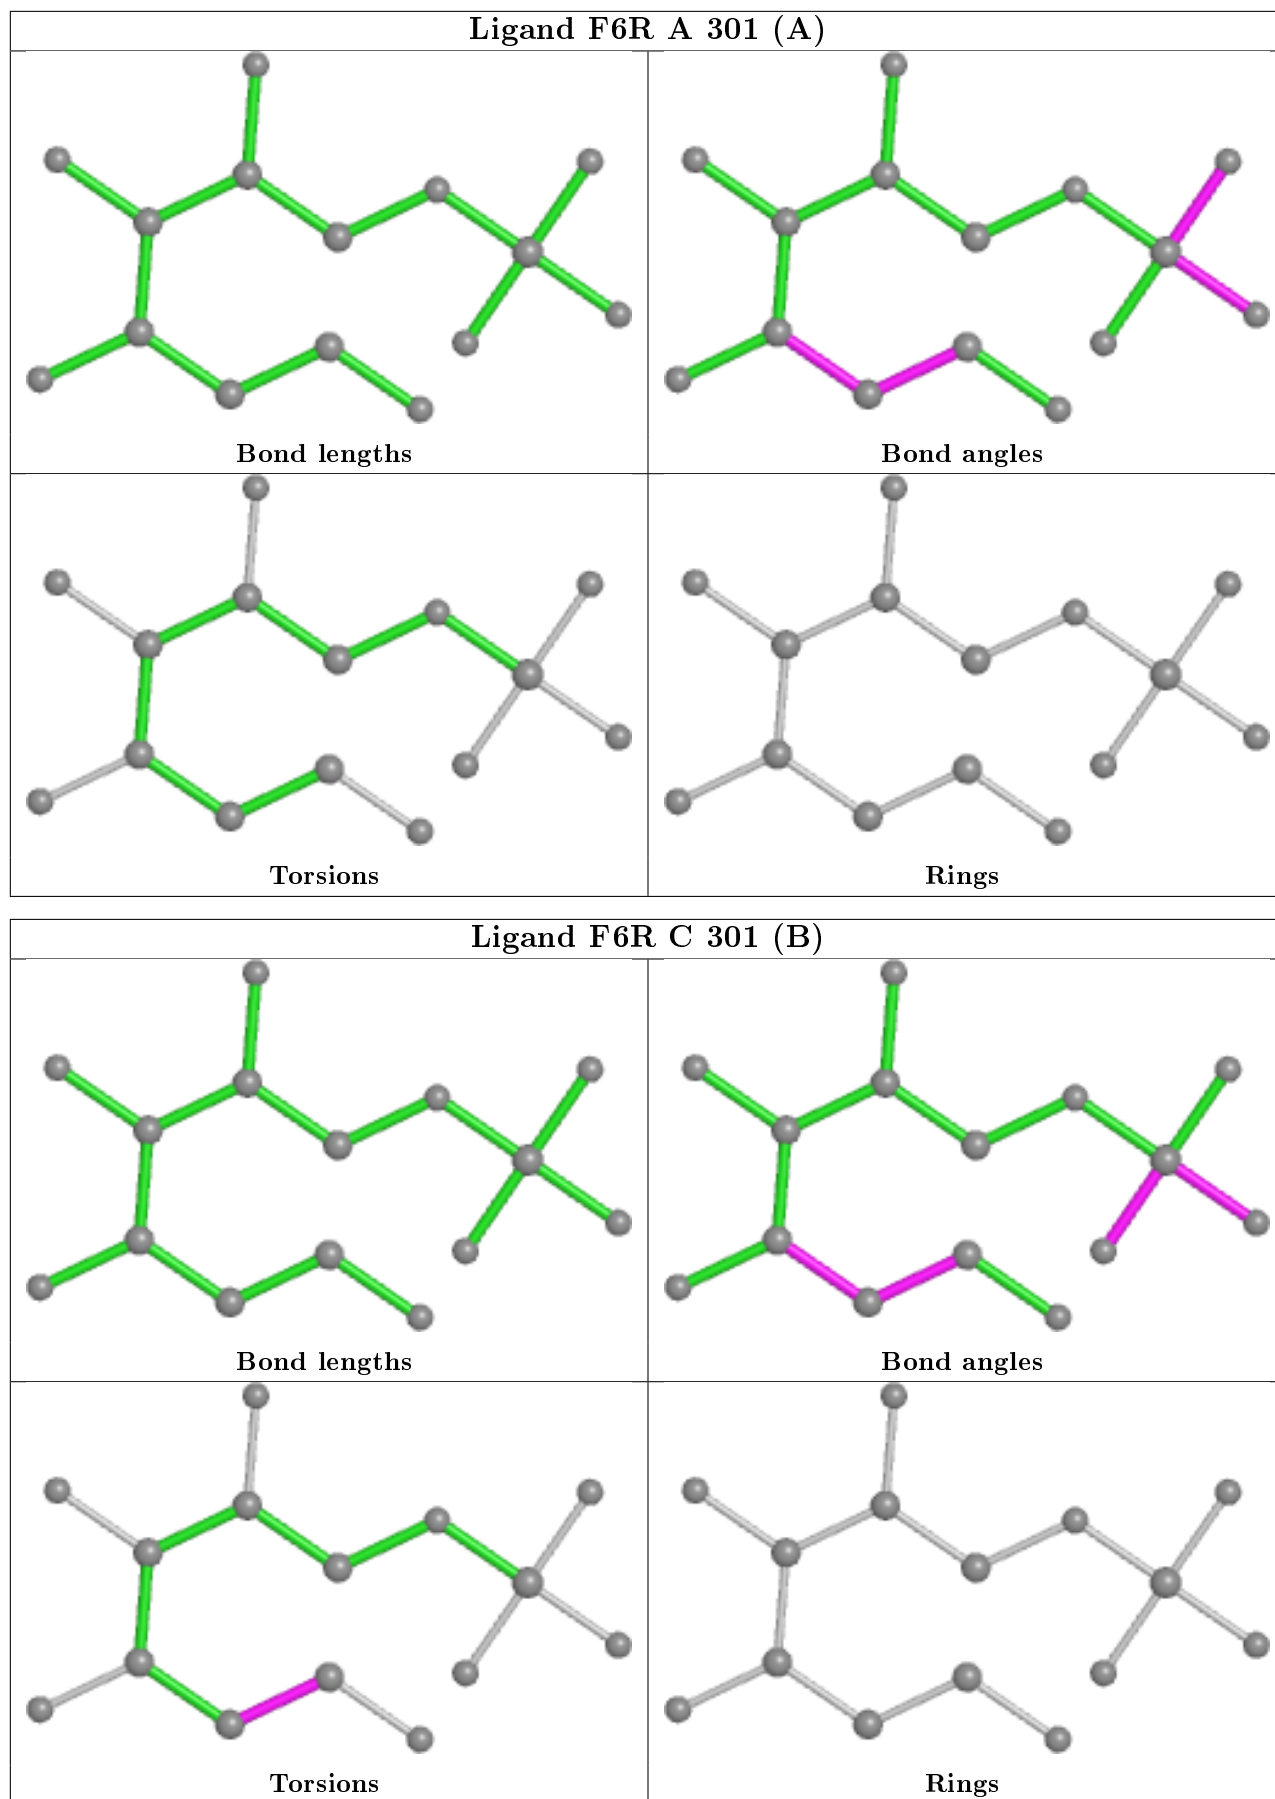 Ligand F6R A 301 (A)
Bond lengths
Bond angles
Torsions
Rings
Ligand F6R C 301 (B)
Bond lengths
Bond angles
Torsions
Rings